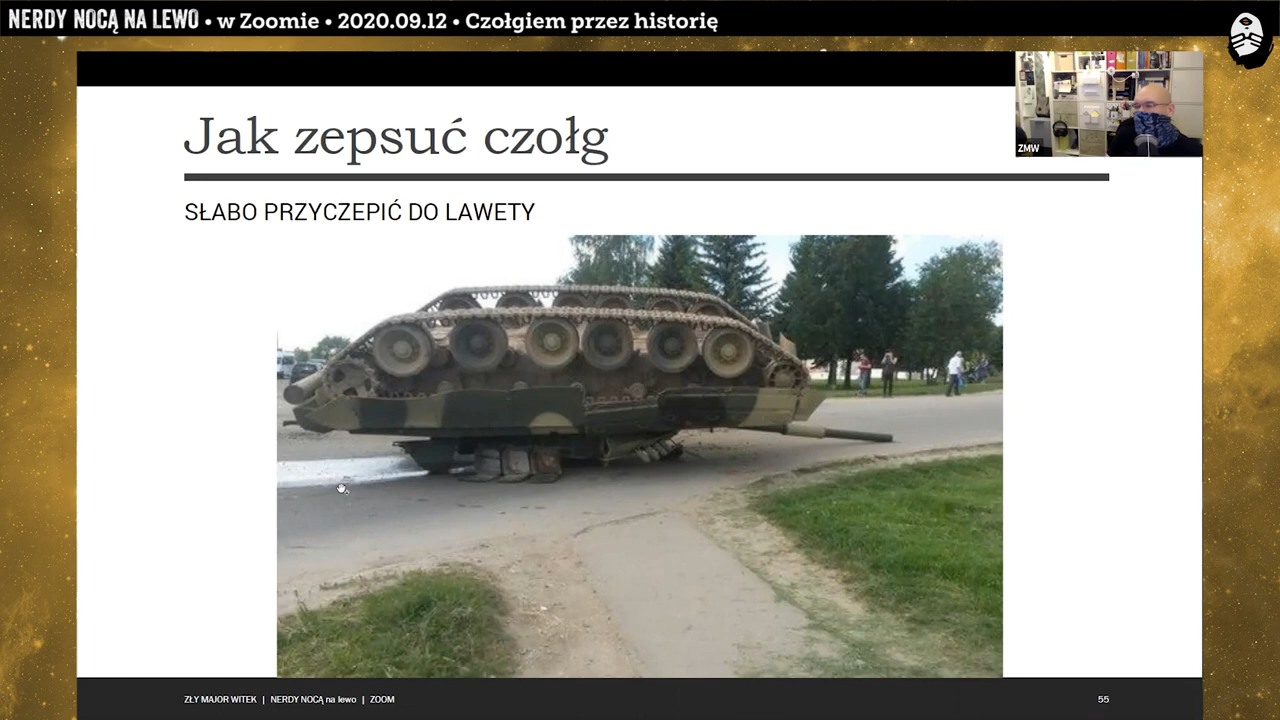 NERDY NOCĄ NA LEWO • w Zoomie • 2020.09.12 • Czołgiem przez historię
ZMW
Jak zepsuć czołg
SŁABO PRZYCZEPIĆ DO LAWETY
ZŁY MAJOR WITEK | NERDY NOCĄ na lewo | ZOOM
55